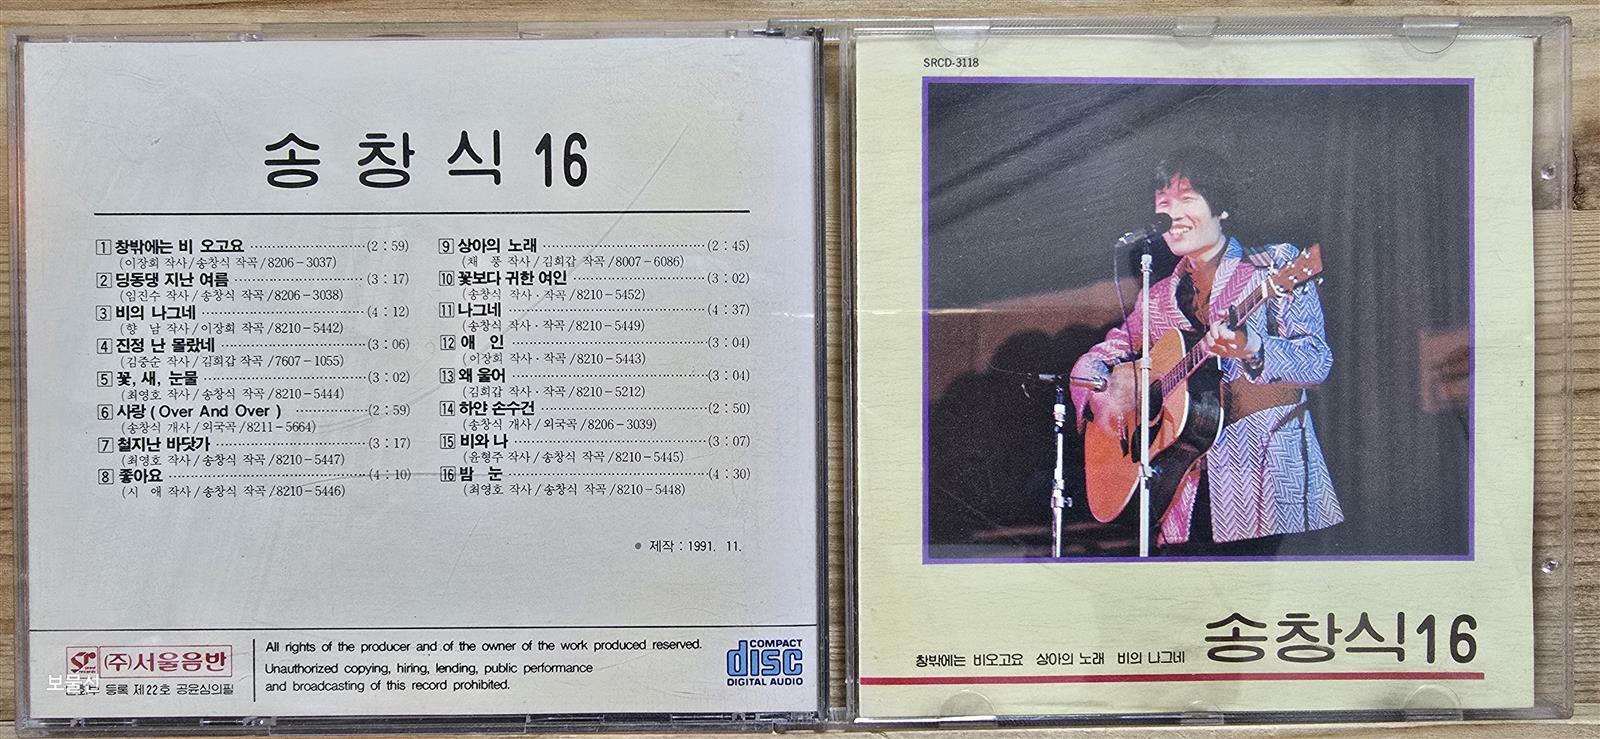 송창식 16
1 창밖에는 비 오고요 (2 : 59)
(이장희 작사/송창식 작곡/8206-3037)
2 딩동댕 지난 여름 (3 : 17)
(임진수 작사/송창식 작곡/8206-3038)
3 비의 나그네 (4 : 12)
(향 남 작사/이장희 작곡/8210-5442)
4 진정 난 몰랐네 (3 : 06)
(김중순 작사/김희갑 작곡/7607-1055)
5 꽃, 새, 눈물 (3 : 02)
(최영호 작사/송창식 작곡/8210-5444)
6 사랑 (Over And Over) (2 : 59)
(송창식 개사/외국곡/8211-5664)
7 철지난 바닷가 (3 : 17)
(최영호 작사/송창식 작곡/8210-5447)
8 좋아요 (4 : 10)
(시 애 작사/송창식 작곡/8210-5446)
9 상아의 노래 (2 : 45)
(채 풍 작사/김희갑 작곡/8007-6086)
10 꽃보다 귀한 여인 (3 : 02)
(송창식 작사·작곡/8210-5452)
11 나그네 (4 : 37)
(송창식 작사·작곡/8210-5449)
12 애 인 (3 : 04)
(이장희 작사·작곡/8210-5443)
13 왜 울어 (3 : 04)
(김희갑 작사·작곡/8210-5212)
14 하얀 손수건 (2 : 50)
(송창식 개사/외국곡/8206-3039)
15 비와 나 (3 : 07)
(윤형주 작사/송창식 작곡/8210-5445)
16 밤 눈 (4 : 30)
(최영호 작사/송창식 작곡/8210-5448)
● 제작 : 1991. 11.
(주)서울음반
보물섬
등록 제22호 공윤심의필
All rights of the producer and of the owner of the work produced reserved.
Unauthorized copying, hiring, lending, public performance
and broadcasting of this record prohibited.
COMPACT
disc
DIGITAL AUDIO
SRCD-3118
창밖에는 비오고요 상아의 노래 비의 나그네
송창식16